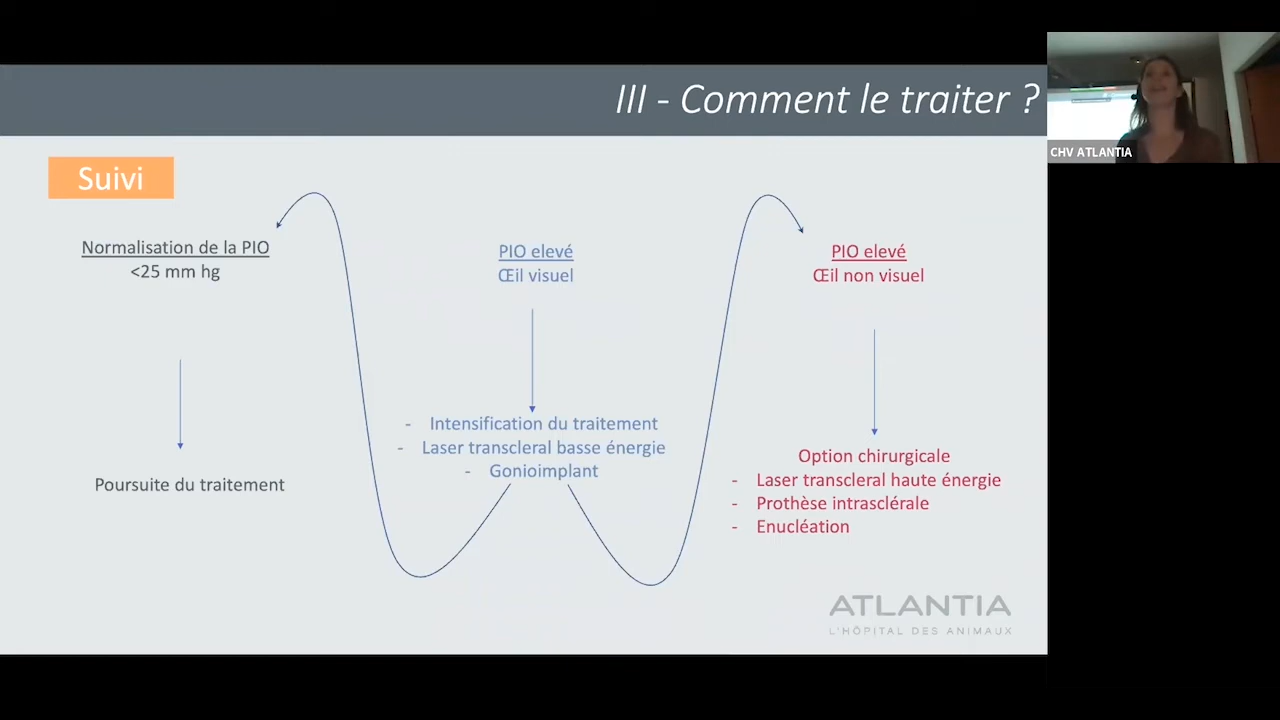 III - Comment le traiter ?
CHV ATLANTIA
Suivi
Normalisation de la PIO
<25 mm hg
Poursuite du traitement
PIO elevé
Œil visuel
- Intensification du traitement
- Laser transcleral basse énergie
- Gonioimplant
PIO elevé
Œil non visuel
Option chirurgicale
- Laser transcleral haute énergie
- Prothèse intrasclérale
- Enucléation
ATLANTIA
L'HÔPITAL DES ANIMAUX